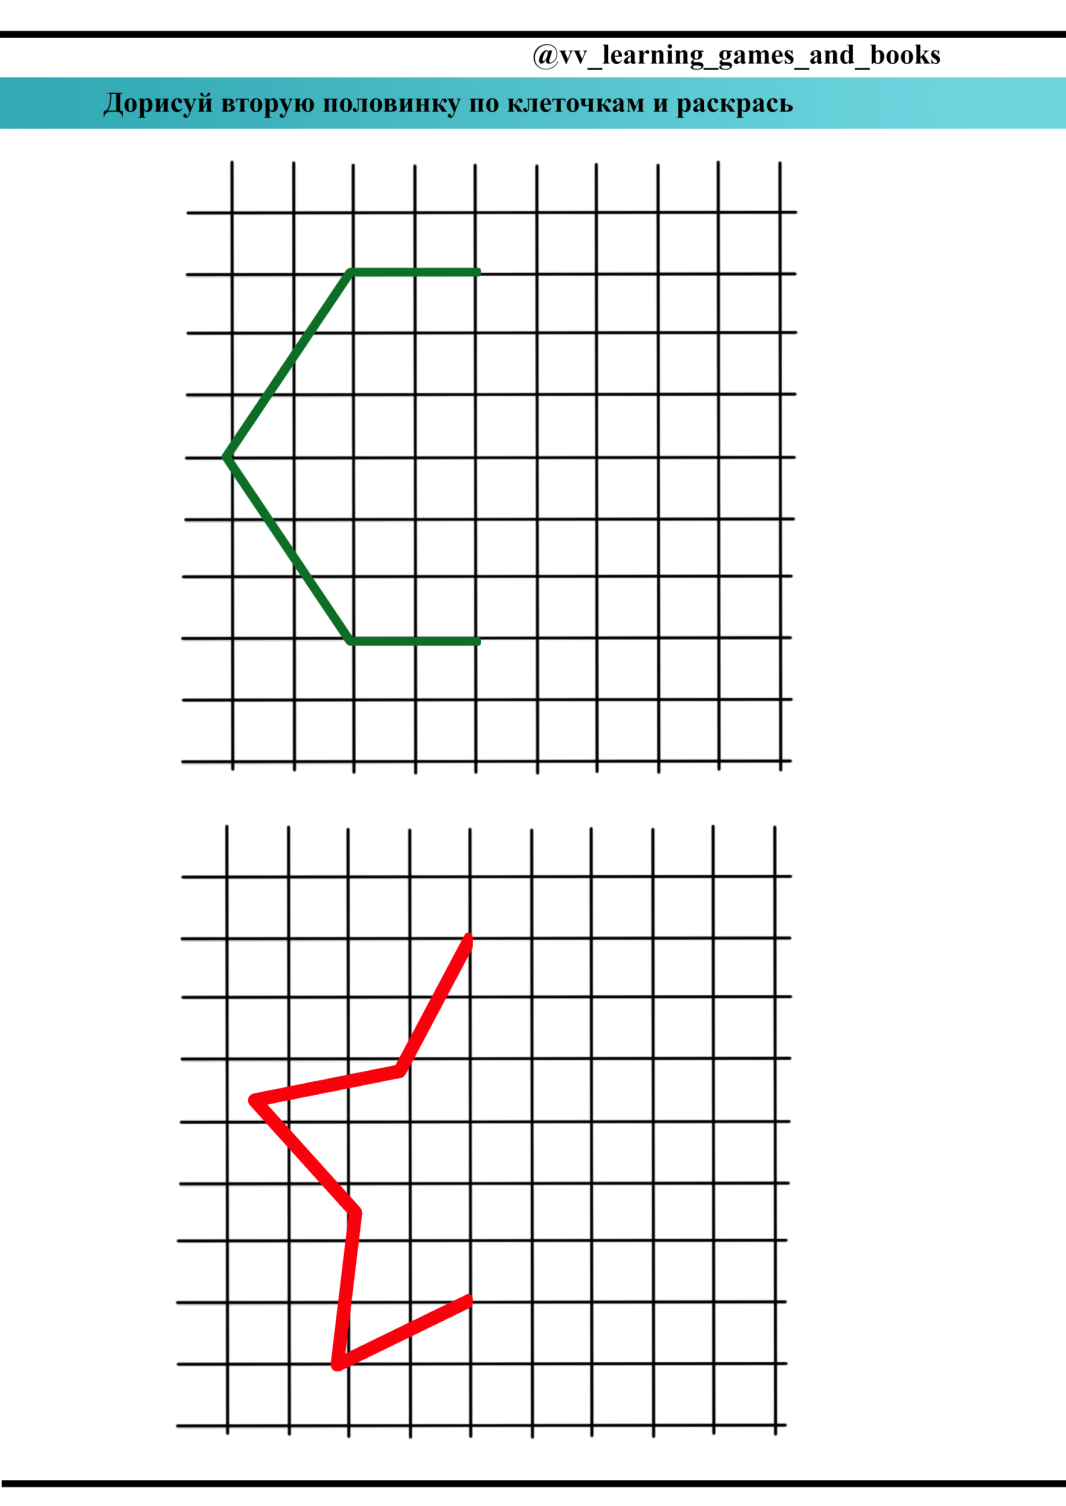 @vv_learning_games_and_books
Дорисуй вторую половинку по клеточкам и раскрась